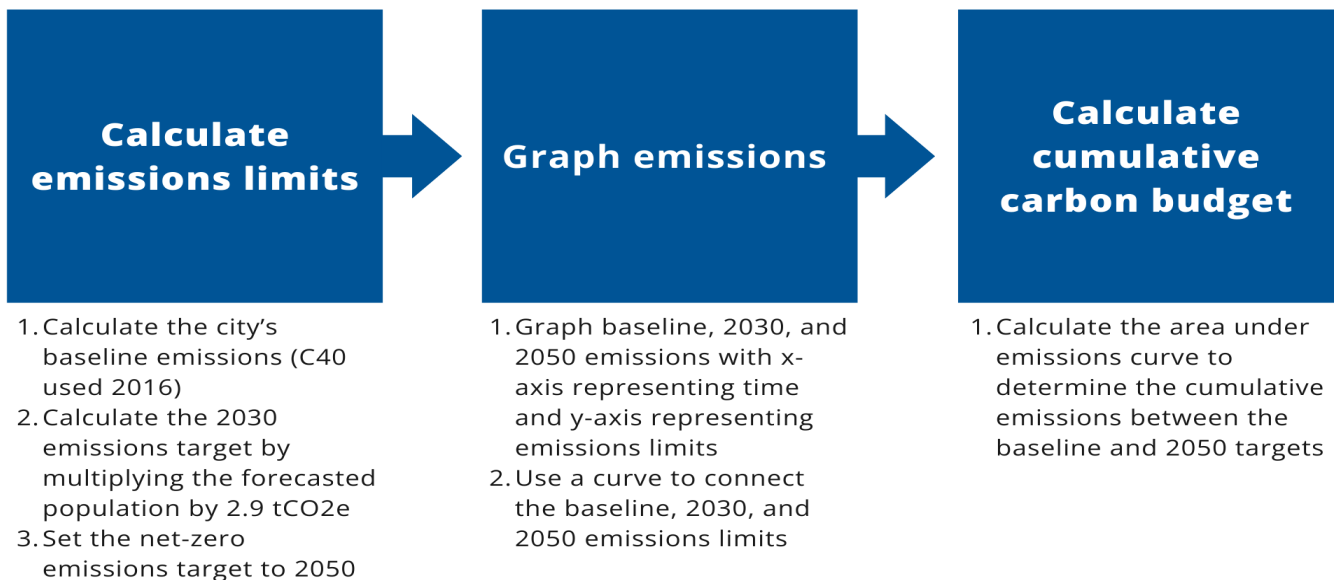 Calculate
emissions limits
1. Calculate the city’s
baseline emissions (C40
used 2016)
2. Calculate the 2030
emissions target by
multiplying the forecasted
population by 2.9 tCO2e
3. Set the net-zero
emissions target to 2050
Graph emissions
1. Graph baseline, 2030, and
2050 emissions with x-
axis representing time
and y-axis representing
emissions limits
2. Use a curve to connect
the baseline, 2030, and
2050 emissions limits
Calculate
cumulative
carbon budget
1. Calculate the area under
emissions curve to
determine the cumulative
emissions between the
baseline and 2050 targets